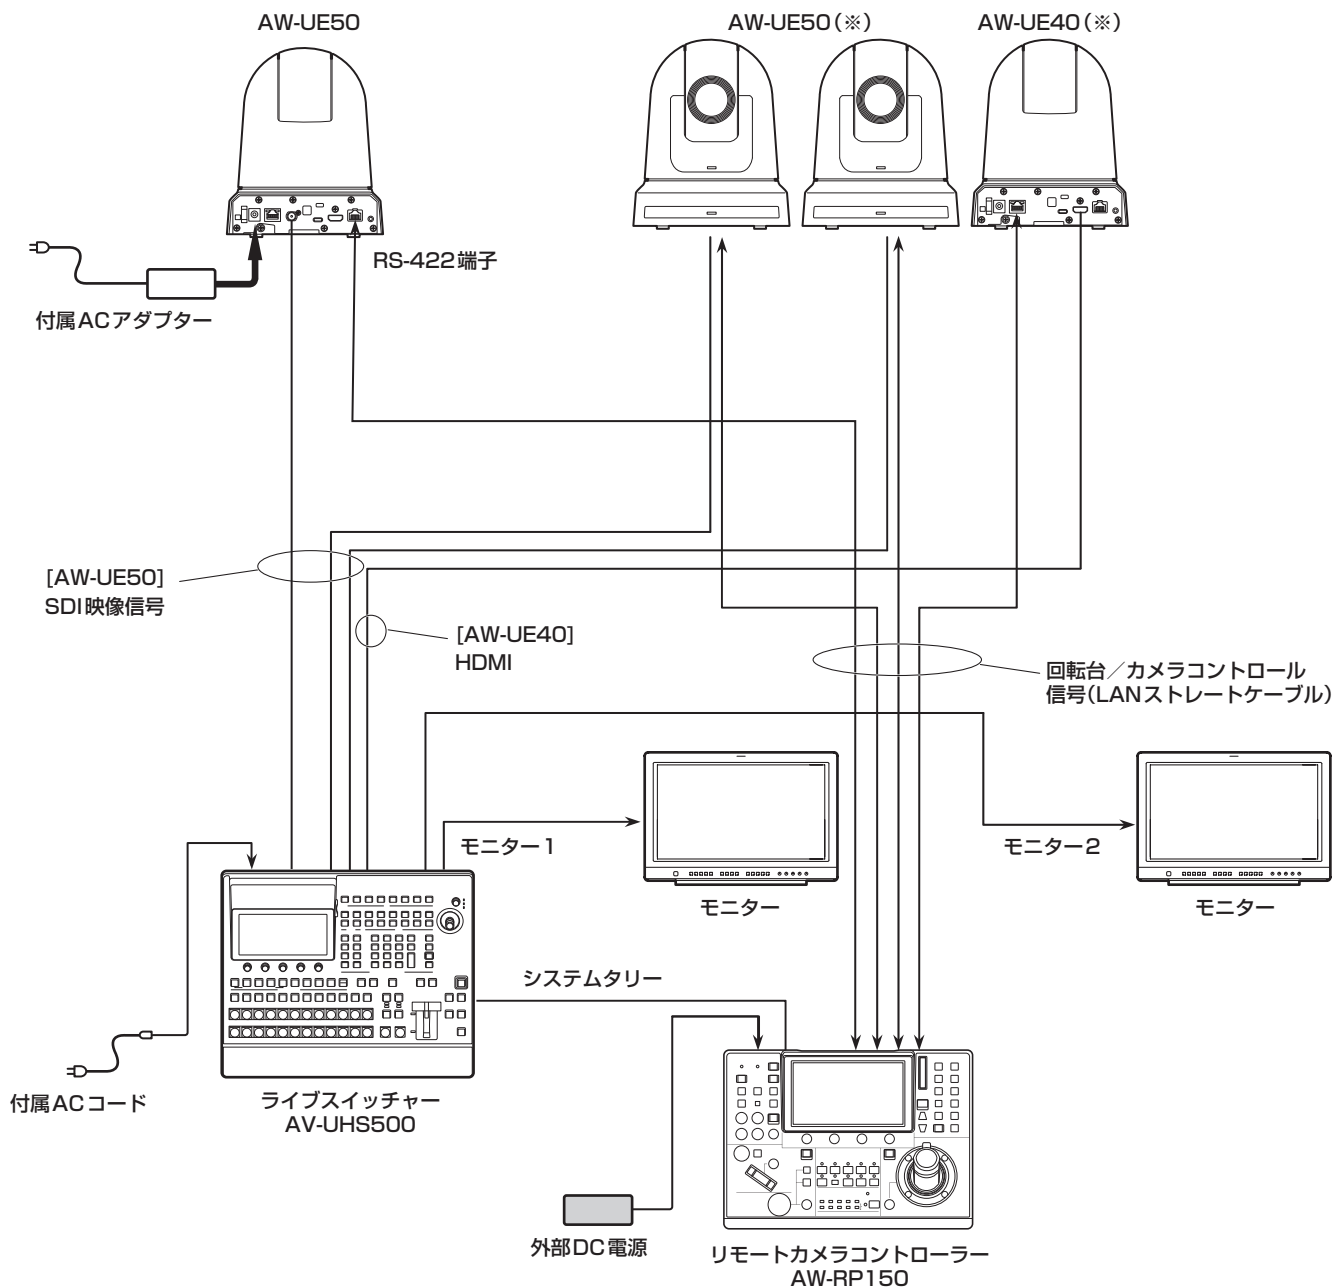 AW-UE50
AW-UE50(※)
AW-UE40(※)
RS-422端子
付属ACアダプター
[AW-UE50]
SDI映像信号
[AW-UE40]
HDMI
回転台／カメラコントロール
信号(LANストレートケーブル)
モニター1
モニター2
モニター
モニター
システムタリー
付属ACコード
ライブスイッチャー
AV-UHS500
外部DC電源
リモートカメラコントローラー
AW-RP150